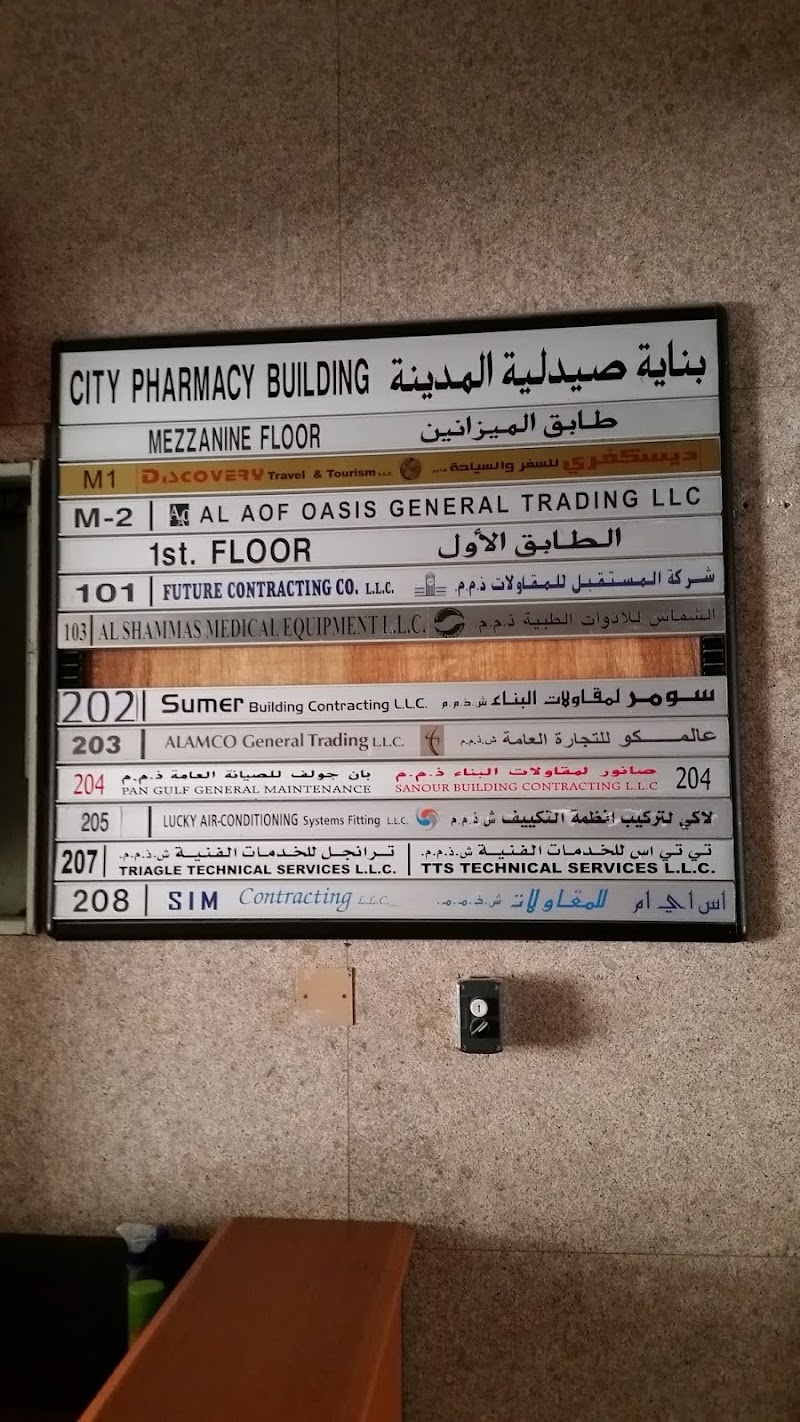 CITY PHARMACY BUILDING بناية صيدلية المدينة
MEZZANINE FLOOR طابق الميزانين
M1 DISCOVERY Travel & Tourism L.L.C. ديسكفري للسفر والسياحة ذ.م.م
M-2 AL AOF OASIS GENERAL TRADING LLC
1st. FLOOR الطابق الأول
101 FUTURE CONTRACTING CO. L.L.C. شركة المستقبل للمقاولات ذ.م.م.
103 AL SHAMMAS MEDICAL EQUIPMENT L.L.C. الشماس للادوات الطبية ذ.م.م.
202 Sumer Building Contracting L.L.C. سومر لمقاولات البناء ش.ذ.م.م
203 ALAMCO General Trading L.L.C. عالمكو للتجارة العامة ش.ذ.م.م
204 بان جولف للصيانة العامة ذ.م.م صانور لمقاولات البناء ذ.م.م 204
PAN GULF GENERAL MAINTENANCE SANOUR BUILDING CONTRACTING L.L.C
205 LUCKY AIR-CONDITIONING Systems Fitting L.L.C. لاكي لتركيب انظمة التكييف ش ذ.م.م
207 ترانجل للخدمات الفنية ش.ذ.م.م. تي تي اس للخدمات الفنية ش.ذ.م.م.
TRIAGLE TECHNICAL SERVICES L.L.C. TTS TECHNICAL SERVICES L.L.C.
208 SIM Contracting L.L.C. اس اي ام للمقاولات ش.ذ.م.م.